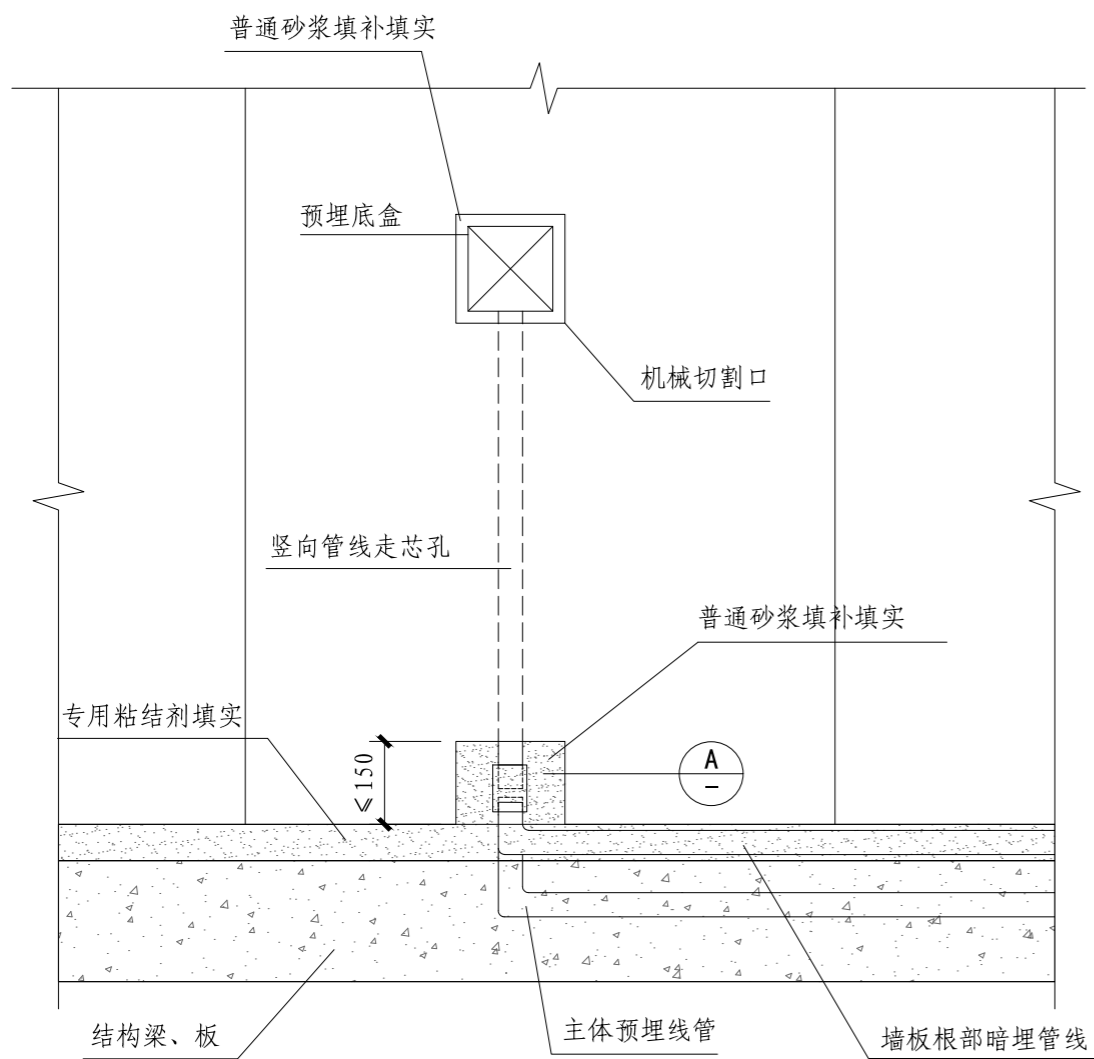 普通砂浆填补填实
预埋底盒
机械切割口
竖向管线走芯孔
普通砂浆填补填实
专用粘结剂填实
≤150
A
–
结构梁、板
主体预埋线管
墙板根部暗埋管线